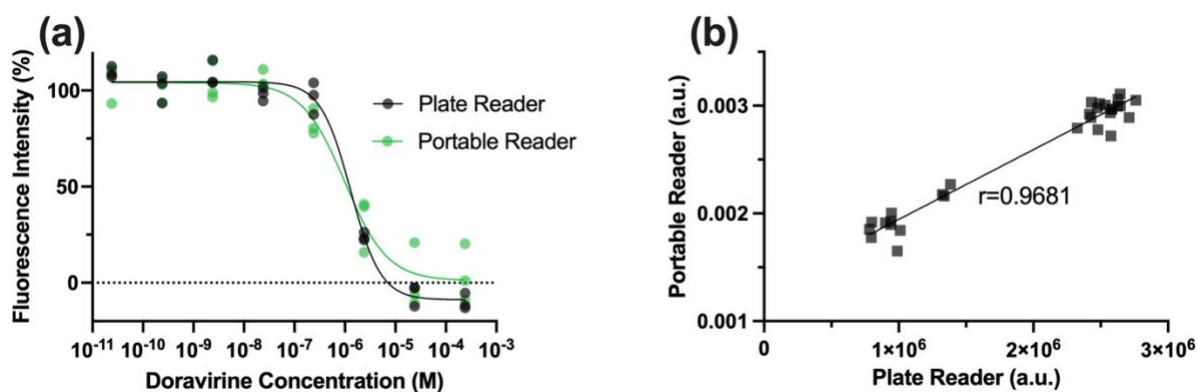 (a)
Fluorescence Intensity (%)
100
50
0
Plate Reader
Portable Reader
10⁻¹¹ 10⁻¹⁰ 10⁻⁹ 10⁻⁸ 10⁻⁷ 10⁻⁶ 10⁻⁵ 10⁻⁴ 10⁻³
Doravirine Concentration (M)
(b)
Portable Reader (a.u.)
0.003
0.002
0.001
r=0.9681
0 1×10⁶ 2×10⁶ 3×10⁶
Plate Reader (a.u.)